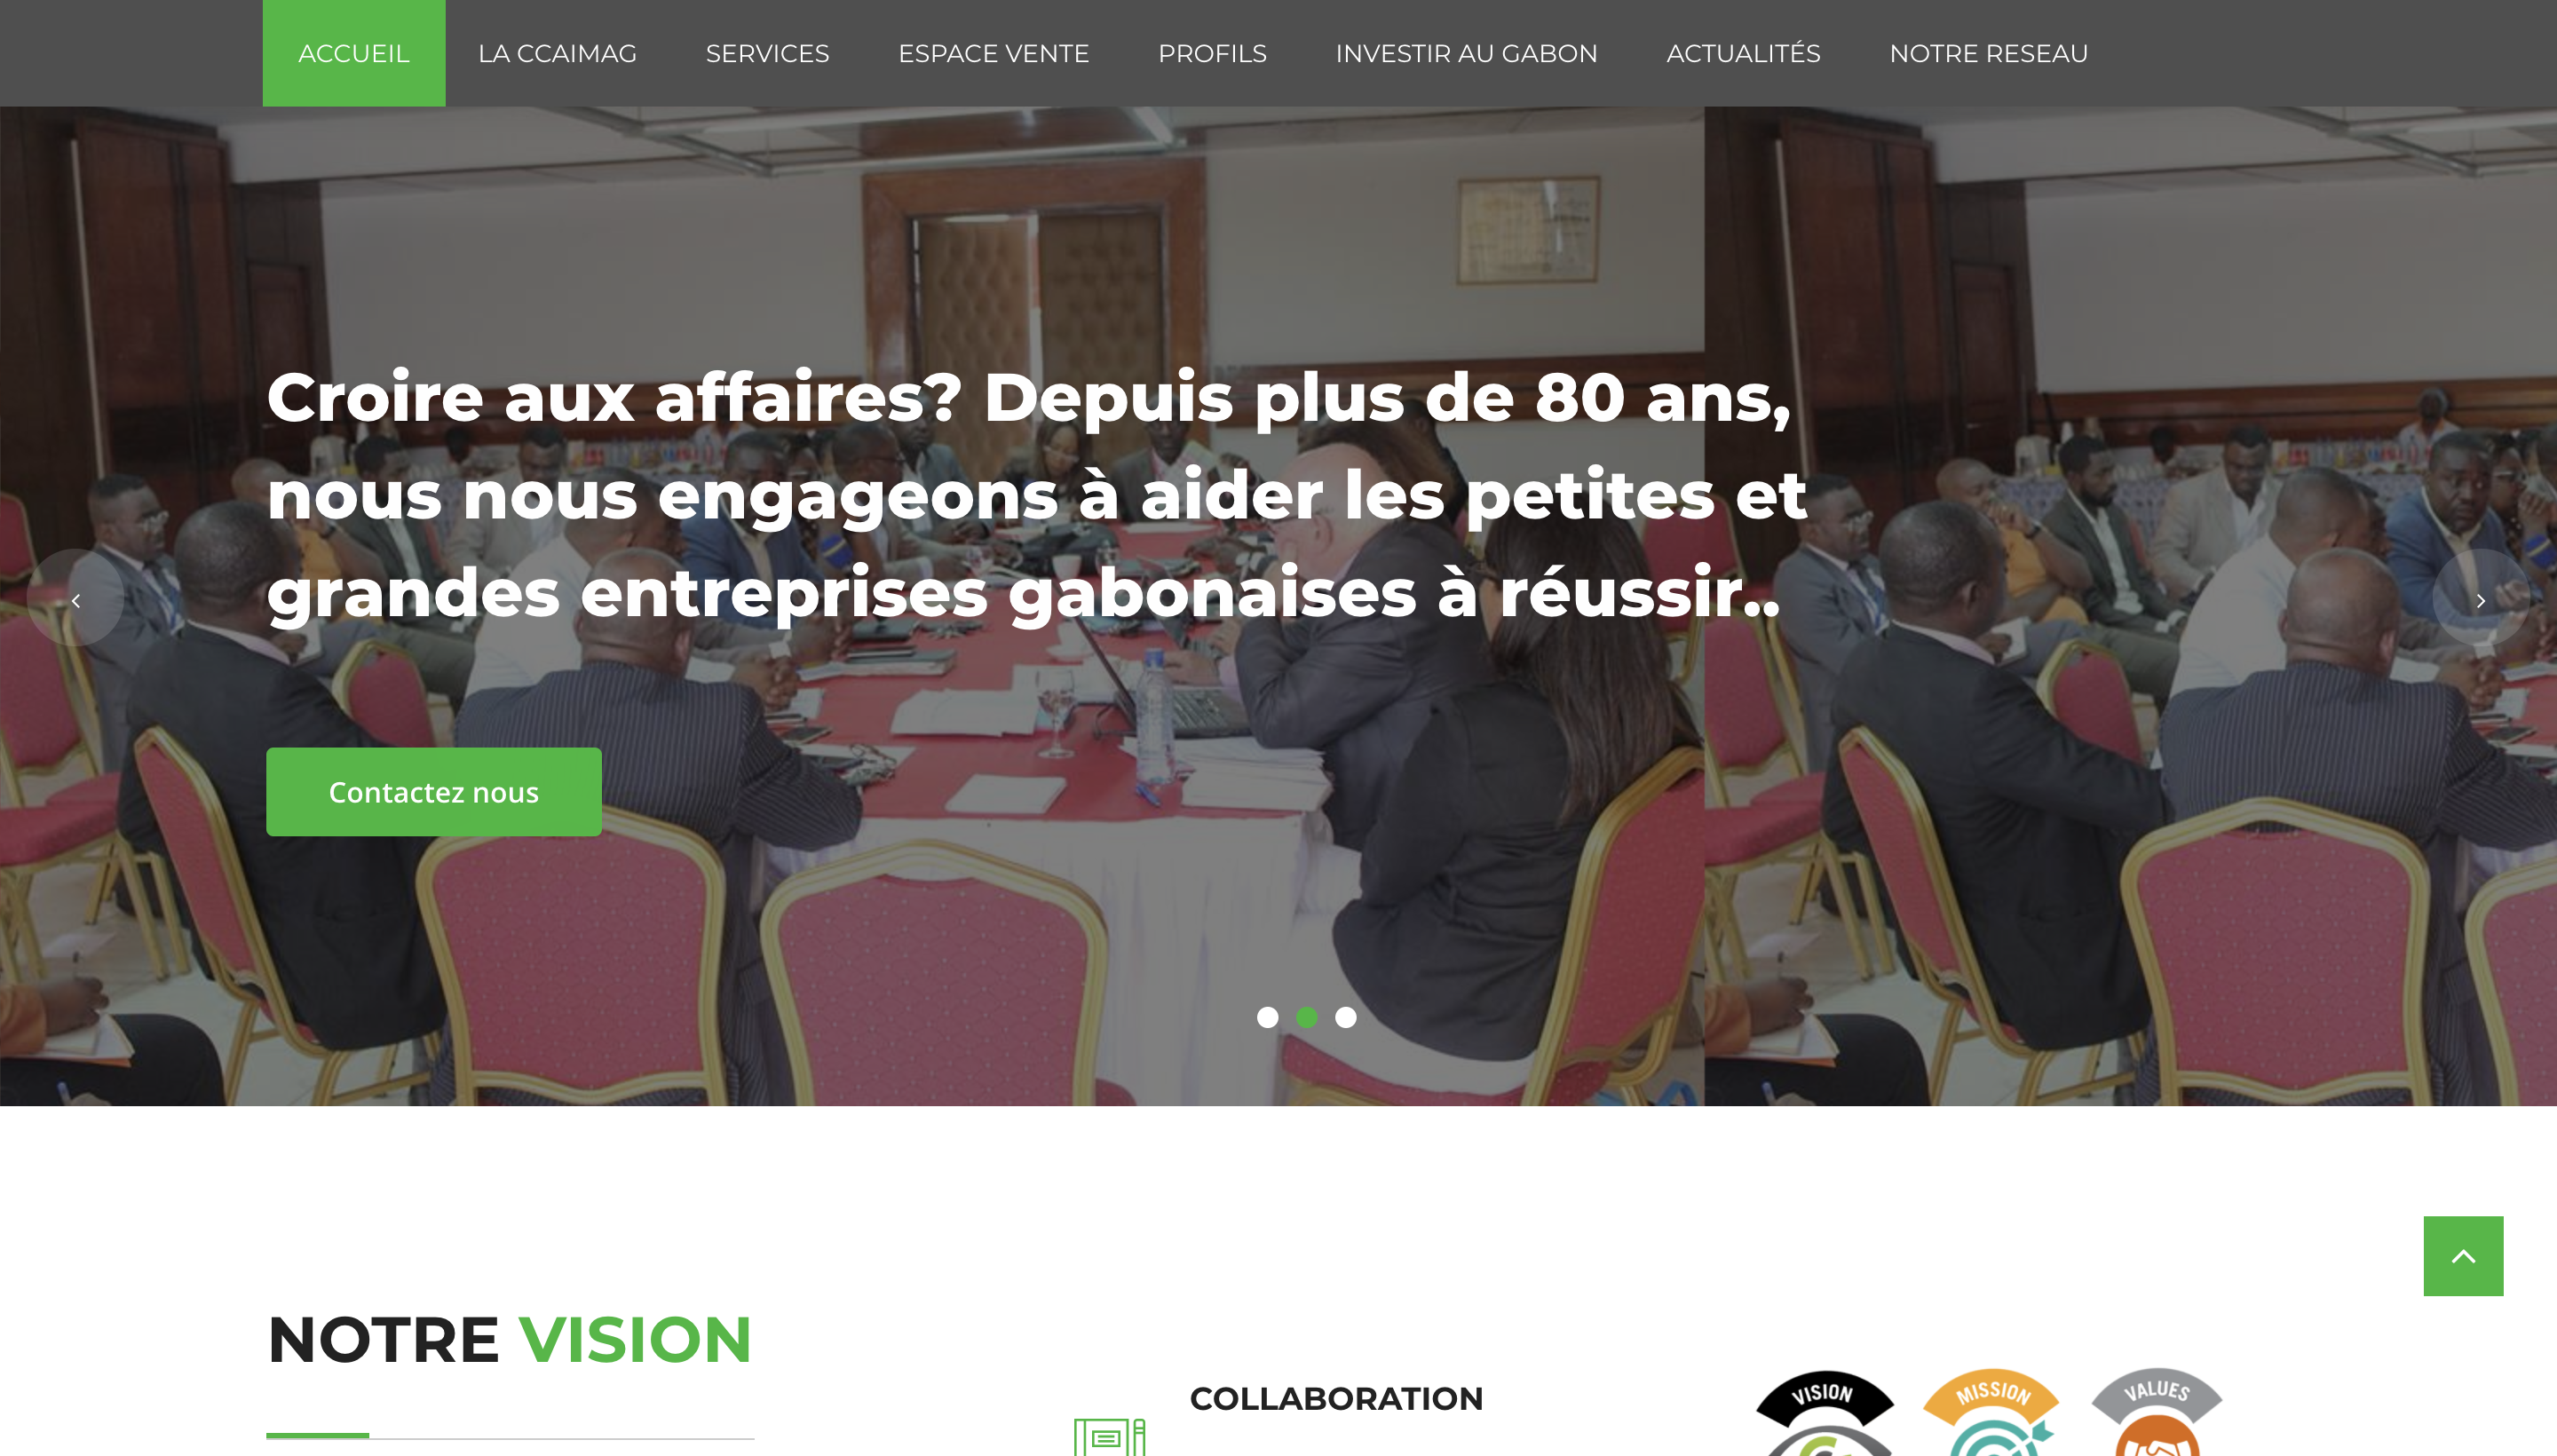 ACCUEIL LA CCAIMAG SERVICES ESPACE VENTE PROFILS INVESTIR AU GABON ACTUALITÉS NOTRE RESEAU
Croire aux affaires? Depuis plus de 80 ans,
nous nous engageons à aider les petites et
grandes entreprises gabonaises à réussir..
Contactez nous
NOTRE VISION
COLLABORATION
VISION MISSION VALUES